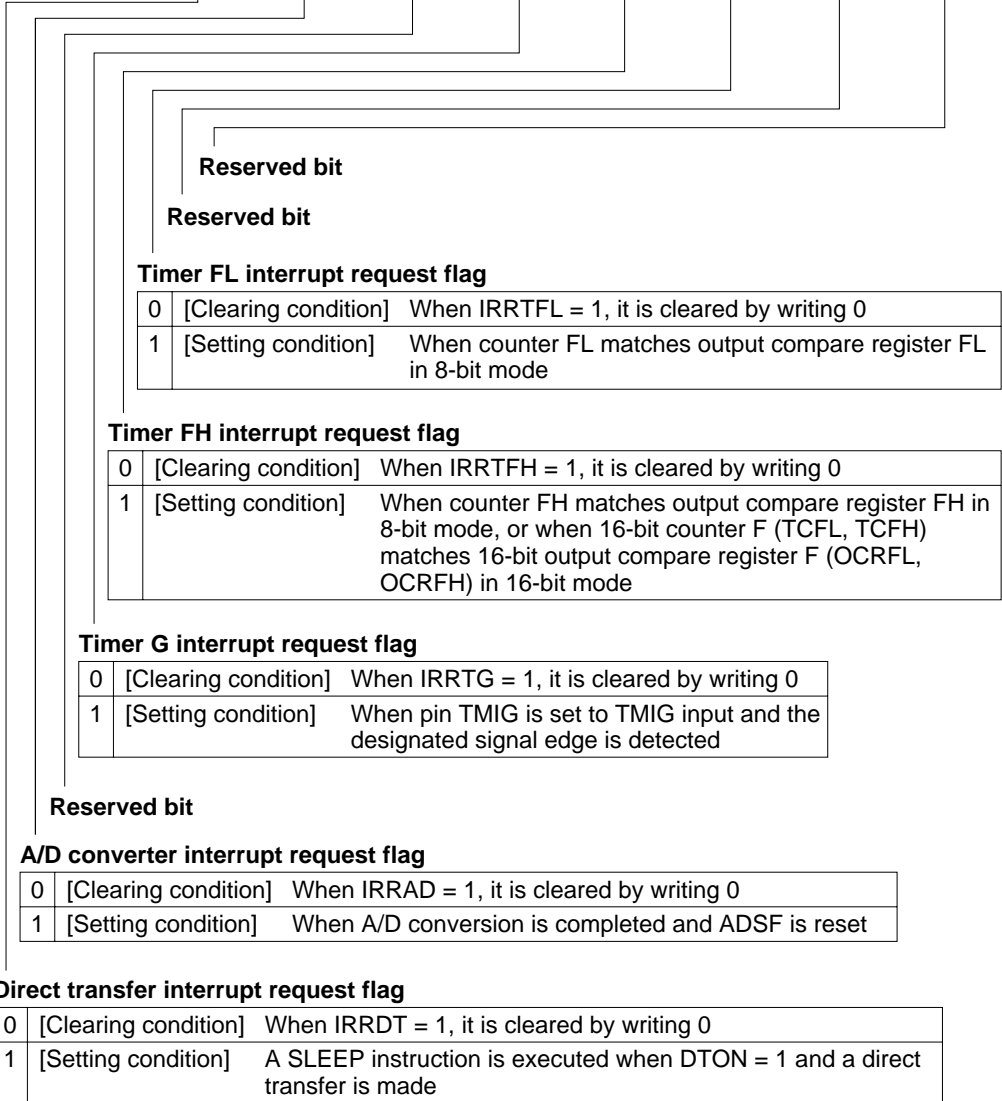 Reserved bit
Reserved bit
Timer FL interrupt request flag
0 [Clearing condition] When IRRTFL = 1, it is cleared by writing 0
1 [Setting condition] When counter FL matches output compare register FL
in 8-bit mode
Timer FH interrupt request flag
0 [Clearing condition] When IRRTFH = 1, it is cleared by writing 0
1 [Setting condition] When counter FH matches output compare register FH in
8-bit mode, or when 16-bit counter F (TCFL, TCFH)
matches 16-bit output compare register F (OCRFL,
OCRFH) in 16-bit mode
Timer G interrupt request flag
0 [Clearing condition] When IRRTG = 1, it is cleared by writing 0
1 [Setting condition] When pin TMIG is set to TMIG input and the
designated signal edge is detected
Reserved bit
A/D converter interrupt request flag
0 [Clearing condition] When IRRAD = 1, it is cleared by writing 0
1 [Setting condition] When A/D conversion is completed and ADSF is reset
Direct transfer interrupt request flag
0 [Clearing condition] When IRRDT = 1, it is cleared by writing 0
1 [Setting condition] A SLEEP instruction is executed when DTON = 1 and a direct
transfer is made